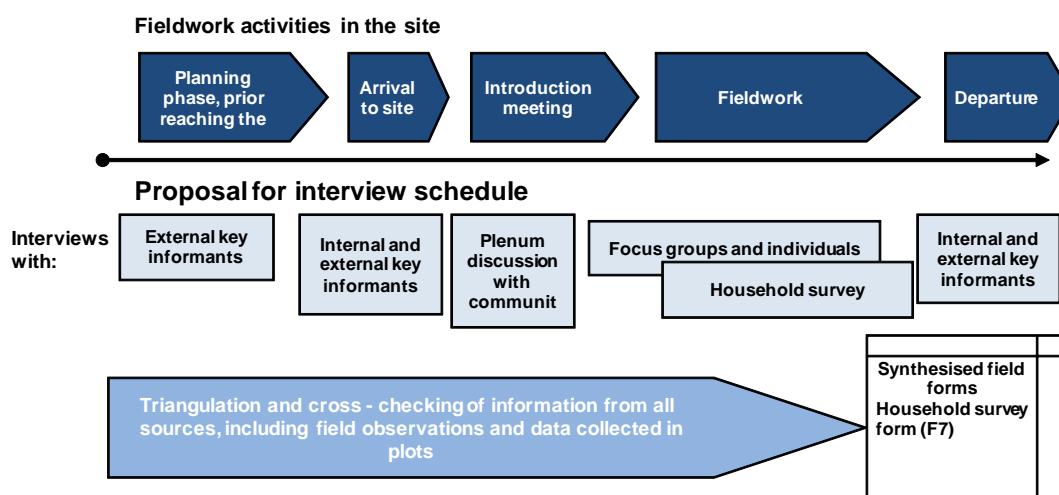 Fieldwork activities in the site
Planning
phase, prior
reaching the
Arrival
to site
Introduction
meeting
Fieldwork
Departure
Proposal for interview schedule
Interviews
with:
External key
informants
Internal and
external key
informants
Plenum
discussion
with
communit
Focus groups and individuals
Household survey
Internal and
external key
informants
Triangulation and cross - checking of information from all
sources, including field observations and data collected in
plots
Synthesised field
forms
Household survey
form (F7)